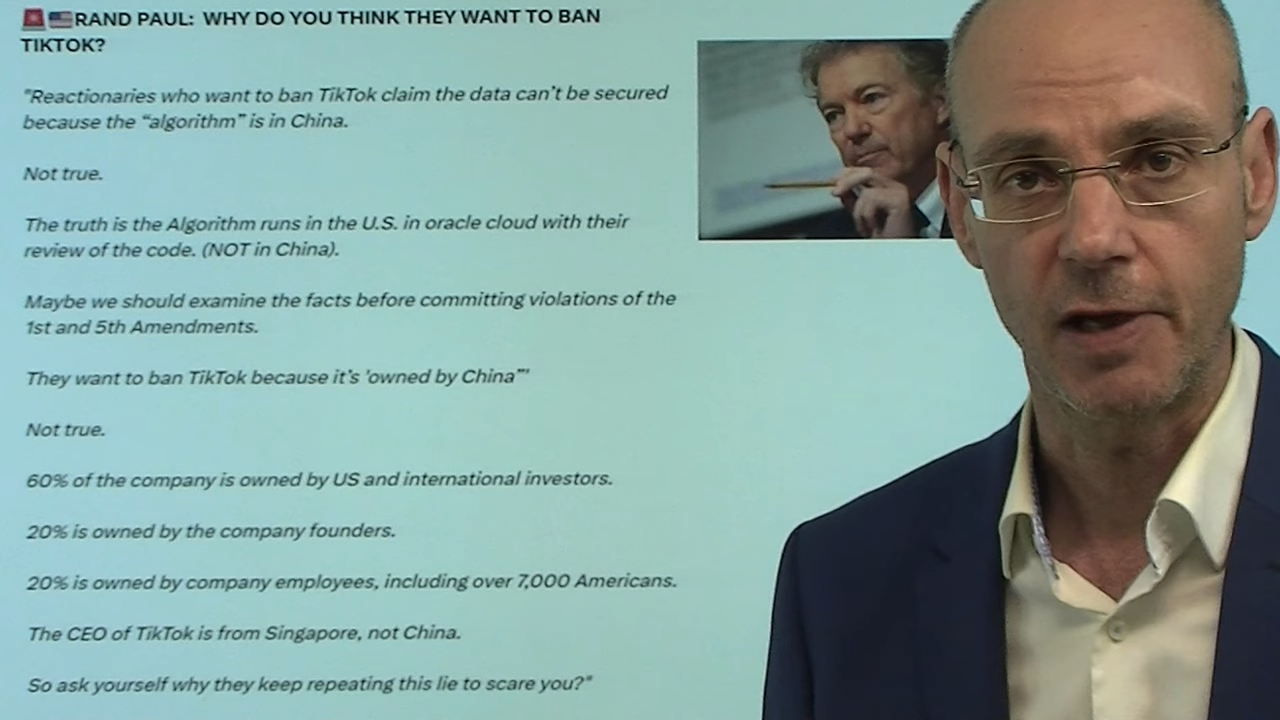 RAND PAUL: WHY DO YOU THINK THEY WANT TO BAN
TIKTOK?
"Reactionaries who want to ban TikTok claim the data can't be secured
because the “algorithm” is in China.
Not true.
The truth is the Algorithm runs in the U.S. in oracle cloud with their
review of the code. (NOT in China).
Maybe we should examine the facts before committing violations of the
1st and 5th Amendments.
They want to ban TikTok because it's 'owned by China”'
Not true.
60% of the company is owned by US and international investors.
20% is owned by the company founders.
20% is owned by company employees, including over 7,000 Americans.
The CEO of TikTok is from Singapore, not China.
So ask yourself why they keep repeating this lie to scare you?"